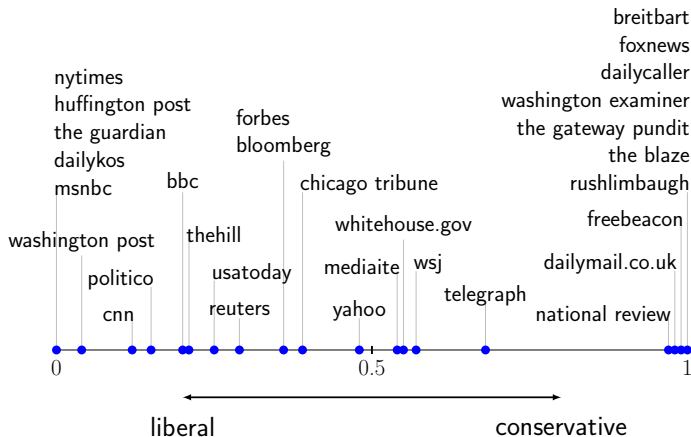 breitbart
foxnews
dailycaller
washington examiner
the gateway pundit
the blaze
rushlimbaugh
nytimes
huffington post
the guardian
dailykos
msnbc
forbes
bloomberg
bbc
chicago tribune
freebeacon
washington post
thehill
whitehouse.gov
politico
usatoday
mediaite
wsj
dailymail.co.uk
cnn
reuters
yahoo
telegraph
national review
0
0.5
1
liberal
conservative